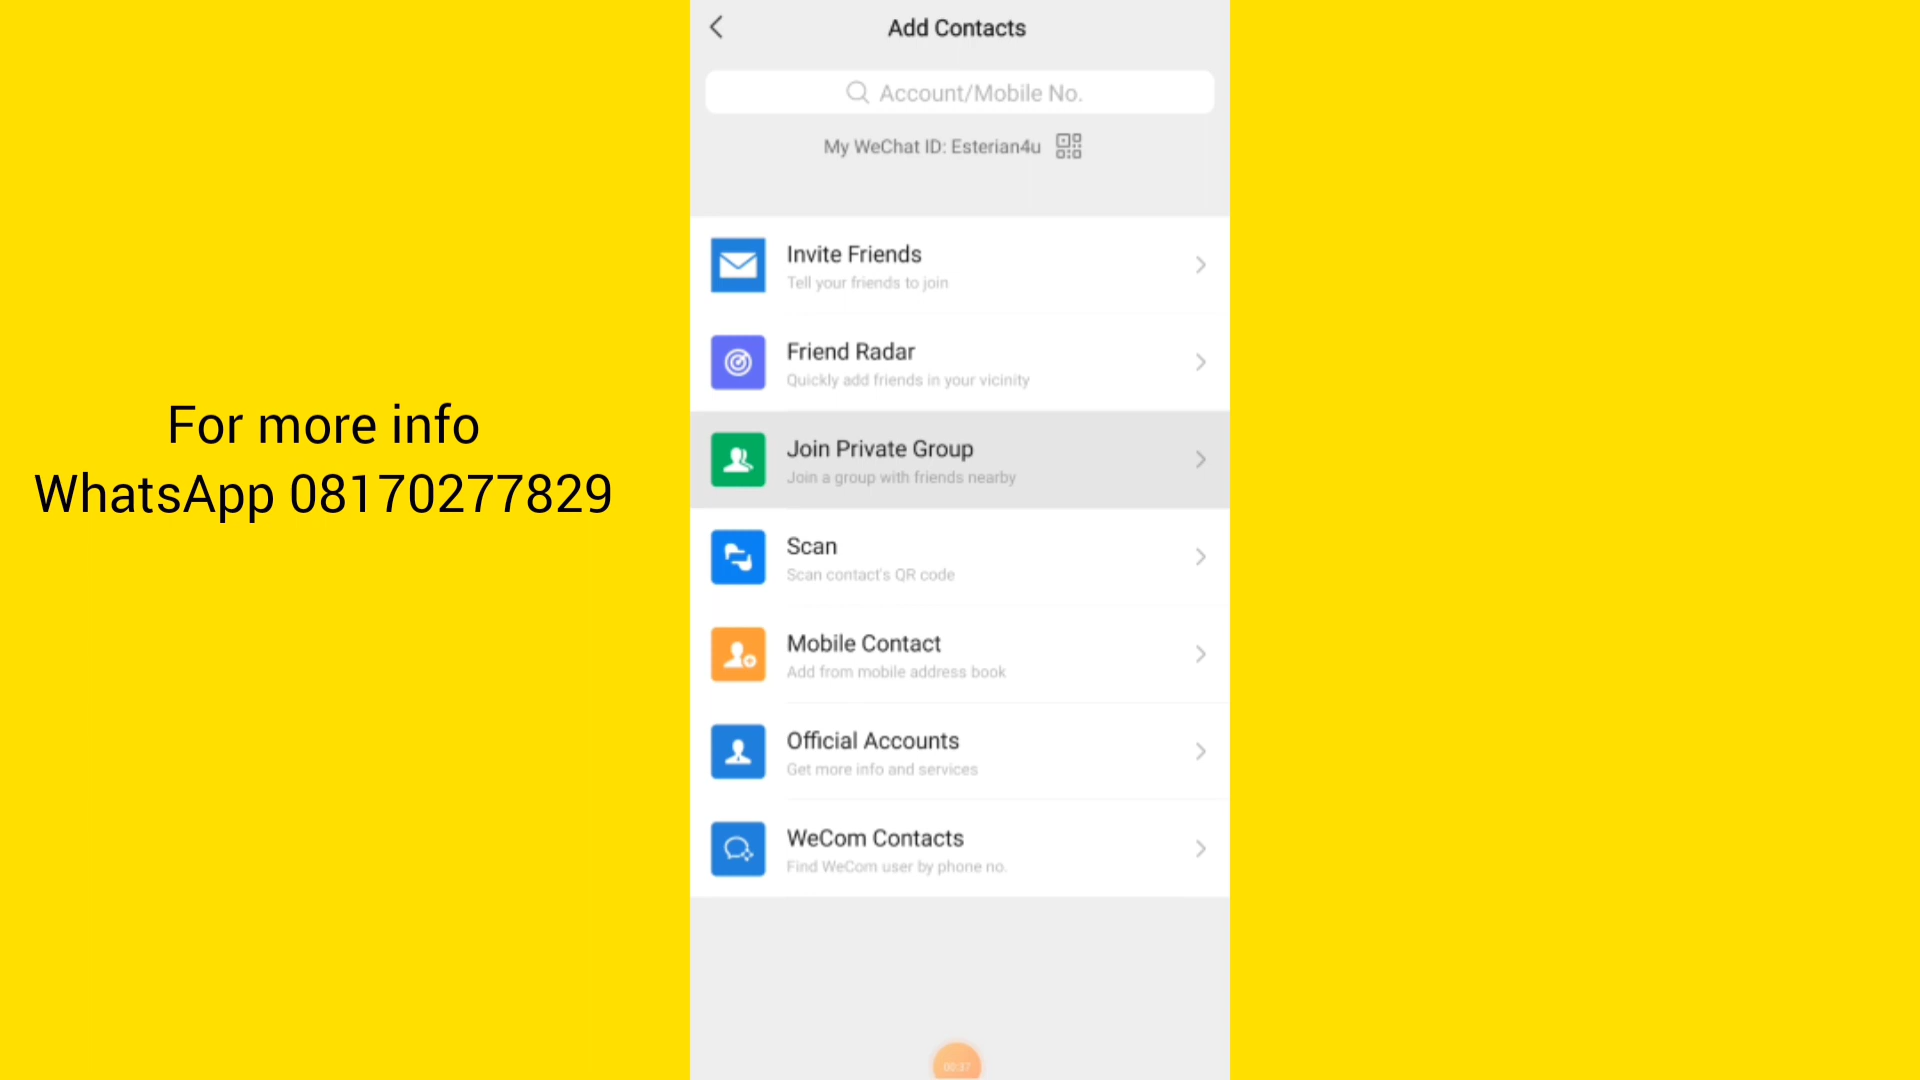 For more info
WhatsApp 08170277829
Add Contacts
Account/Mobile No.
My WeChat ID: Esterian4u
Invite Friends
Tell your friends to join
Friend Radar
Quickly add friends in your vicinity
Join Private Group
Join a group with friends nearby
Scan
Scan contact's QR code
Mobile Contact
Add from mobile address book
Official Accounts
Get more info and services
WeCom Contacts
Find WeCom user by phone no.
00:37